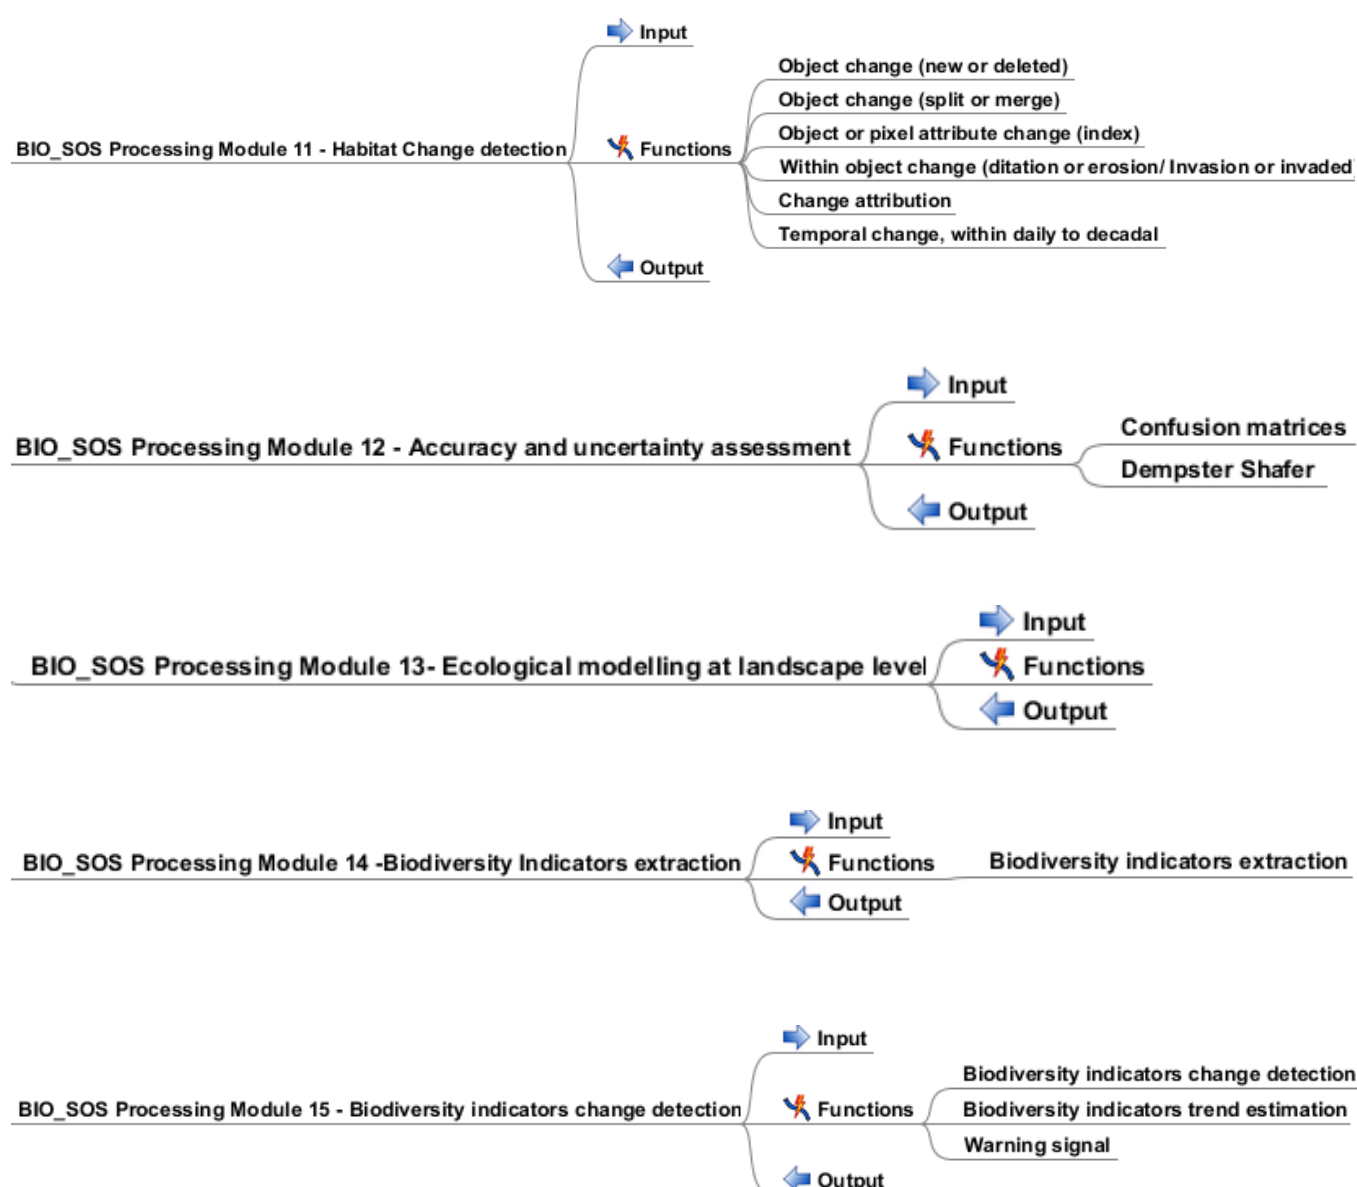 Input
Object change (new or deleted)
Object change (split or merge)
Object or pixel attribute change (index)
BIO_SOS Processing Module 11 - Habitat Change detection
Functions
Within object change (ditation or erosion/ Invasion or invaded)
Change attribution
Temporal change, within daily to decadal
Output
Input
BIO_SOS Processing Module 12 - Accuracy and uncertainty assessment
Functions
Confusion matrices
Dempster Shafer
Output
Input
BIO_SOS Processing Module 13- Ecological modelling at landscape level
Functions
Output
Input
BIO_SOS Processing Module 14 -Biodiversity Indicators extraction
Functions
Biodiversity indicators extraction
Output
Input
Biodiversity indicators change detection
BIO_SOS Processing Module 15 - Biodiversity indicators change detection
Functions
Biodiversity indicators trend estimation
Warning signal
Output